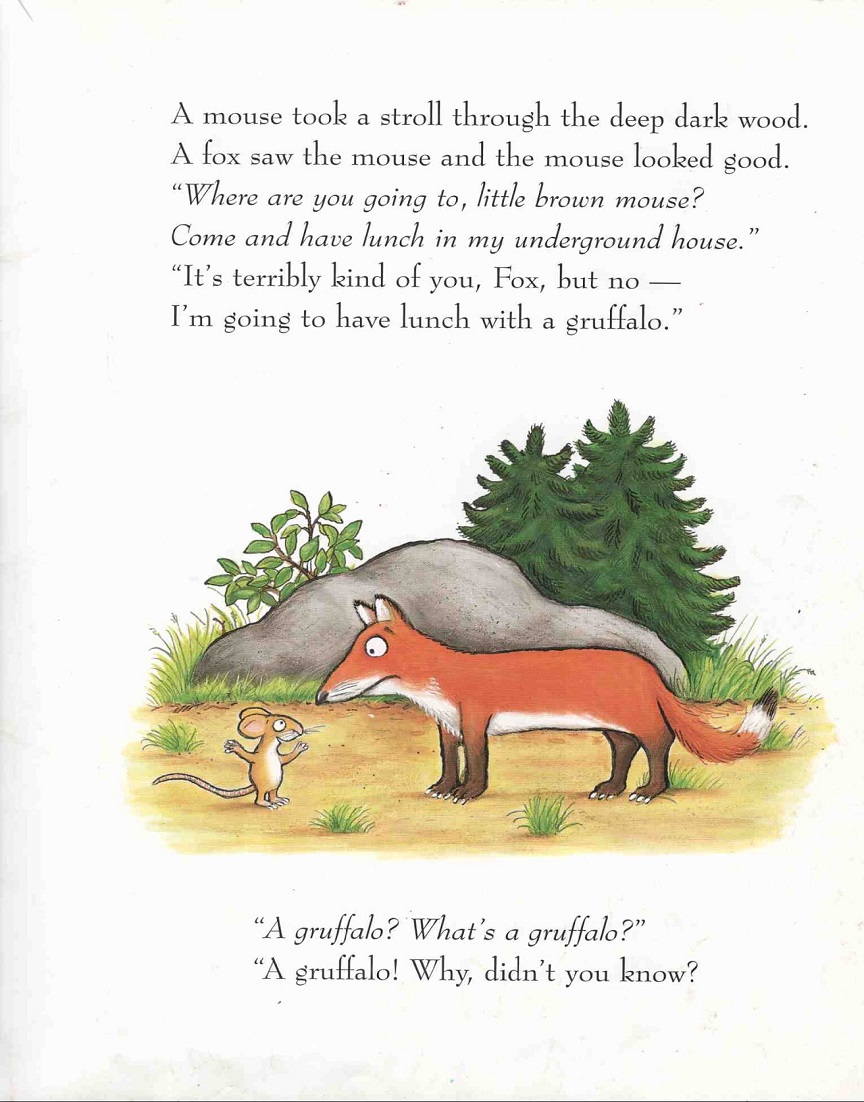 A mouse took a stroll through the deep dark wood.
A fox saw the mouse and the mouse looked good.
“Where are you going to, little brown mouse?
Come and have lunch in my underground house.”
“It’s terribly kind of you, Fox, but no —
I’m going to have lunch with a gruffalo.”
“A gruffalo? What’s a gruffalo?”
“A gruffalo! Why, didn’t you know?